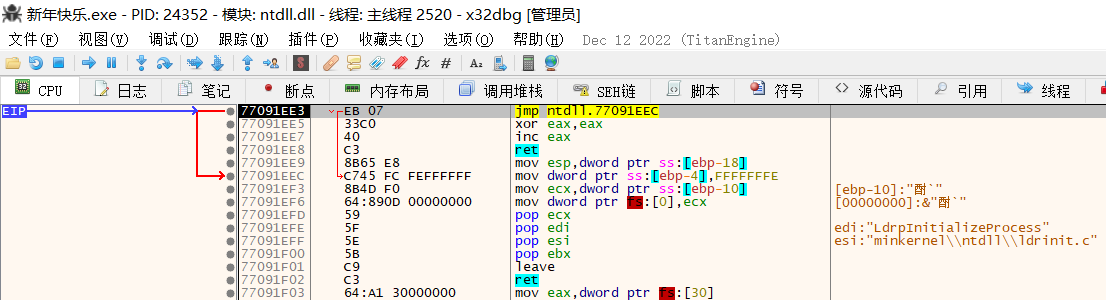 新年快乐.exe - PID: 24352 - 模块: ntdll.dll - 线程: 主线程 2520 - x32dbg [管理员]
文件(F) 视图(V) 调试(D) 跟踪(N) 插件(P) 收藏夹(I) 选项(O) 帮助(H) Dec 12 2022 (TitanEngine)
CPU 日志 笔记 断点 内存布局 调用堆栈 SEH链 脚本 符号 源代码 引用 线程
EIP 77091EE3 EB 07 jmp ntdll.77091EEC
77091EE5 33C0 xor eax,eax
77091EE7 40 inc eax
77091EE8 C3 ret
77091EE9 8B65 E8 mov esp,dword ptr ss:[ebp-18]
77091EEC C745 FC FEFFFFFF mov dword ptr ss:[ebp-4],FFFFFFFE
77091EF3 8B4D F0 mov ecx,dword ptr ss:[ebp-10] [ebp-10]:"酎`"
77091EF6 64:890D 00000000 mov dword ptr fs:[0],ecx [00000000]:&"酎`"
77091EFD 59 pop ecx
77091EFE 5F pop edi edi:"LdrpInitializeProcess"
77091EFF 5E pop esi esi:"minkernel\\ntdll\\ldrinit.c"
77091F00 5B pop ebx
77091F01 C9 leave
77091F02 C3 ret
77091F03 64:A1 30000000 mov eax,dword ptr fs:[30]